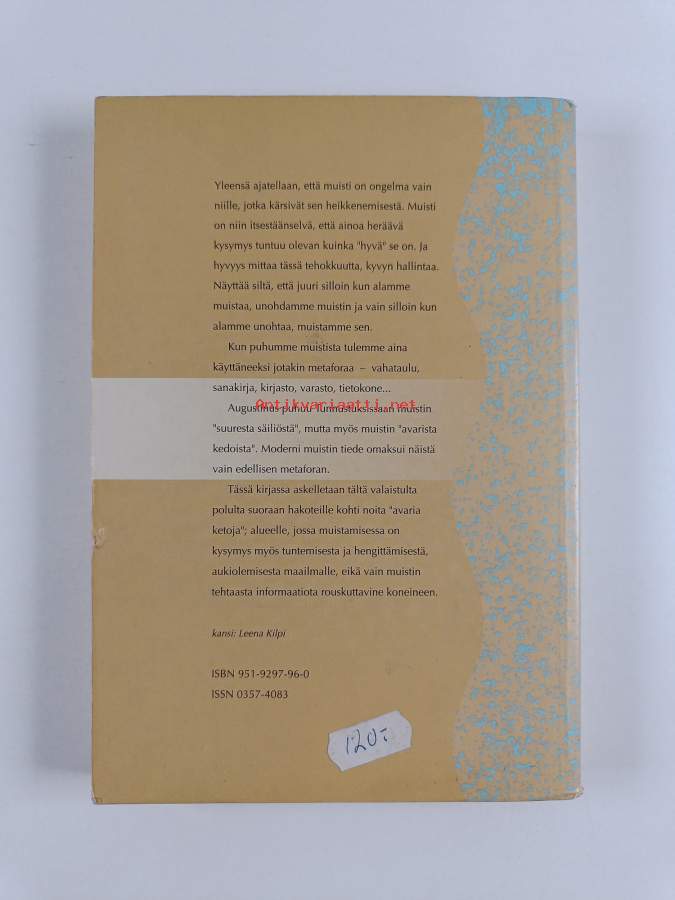 Yleensä ajatellaan, että muisti on ongelma vain
niille, jotka kärsivät sen heikkenemisestä. Muisti
on niin itsestäänselvä, että ainoa heräävä
kysymys tuntuu olevan kuinka "hyvä" se on. Ja
hyvyys mittaa tässä tehokkuutta, kyvyn hallintaa.
Näyttää siltä, että juuri silloin kun alamme
muistaa, unohdamme muistin ja vain silloin kun
alamme unohtaa, muistamme sen.
Kun puhumme muistista tulemme aina
käyttäneeksi jotakin metaforaa – vahataulu,
sanakirja, kirjasto, varasto, tietokone...
Antikvariaatti.net
Augustinus puhuu Tunnustuksissaan muistin
"suuresta säiliöstä", mutta myös muistin "avarista
kedoista". Moderni muistin tiede omaksui näistä
vain edellisen metaforan.
Tässä kirjassa askelletaan tältä valaistulta
polulta suoraan hakoteille kohti noita "avaria
ketoja"; alueelle, jossa muistamisessa on
kysymys myös tuntemisesta ja hengittämisestä,
aukiolemisesta maailmalle, eikä vain muistin
tehtaasta informaatiota rouskuttavine koneineen.
kansi: Leena Kilpi
ISBN 951-9297-96-0
ISSN 0357-4083
120:-